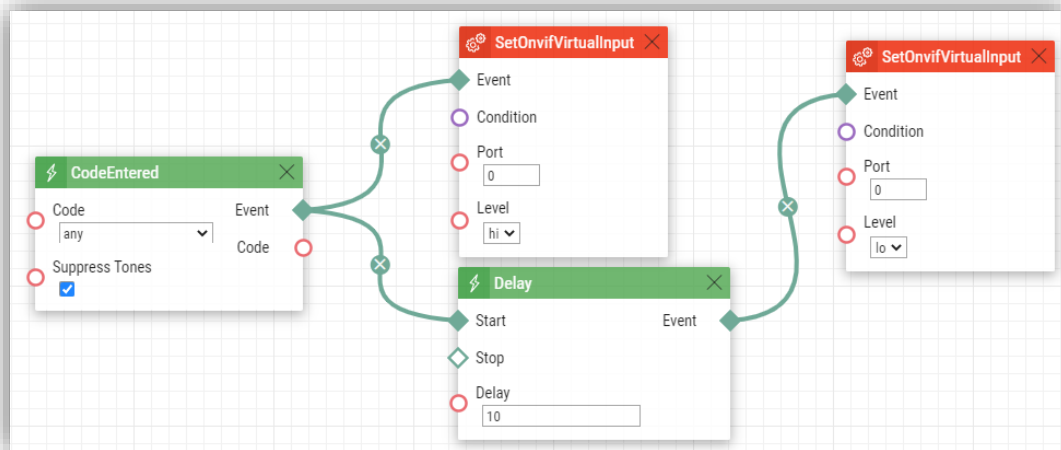 CodeEntered
Code
any
Event
Code
Suppress Tones
SetOnvifVirtualInput
Event
Condition
Port
0
Level
hi
Delay
Start
Event
Stop
Delay
10
SetOnvifVirtualInput
Event
Condition
Port
0
Level
lo